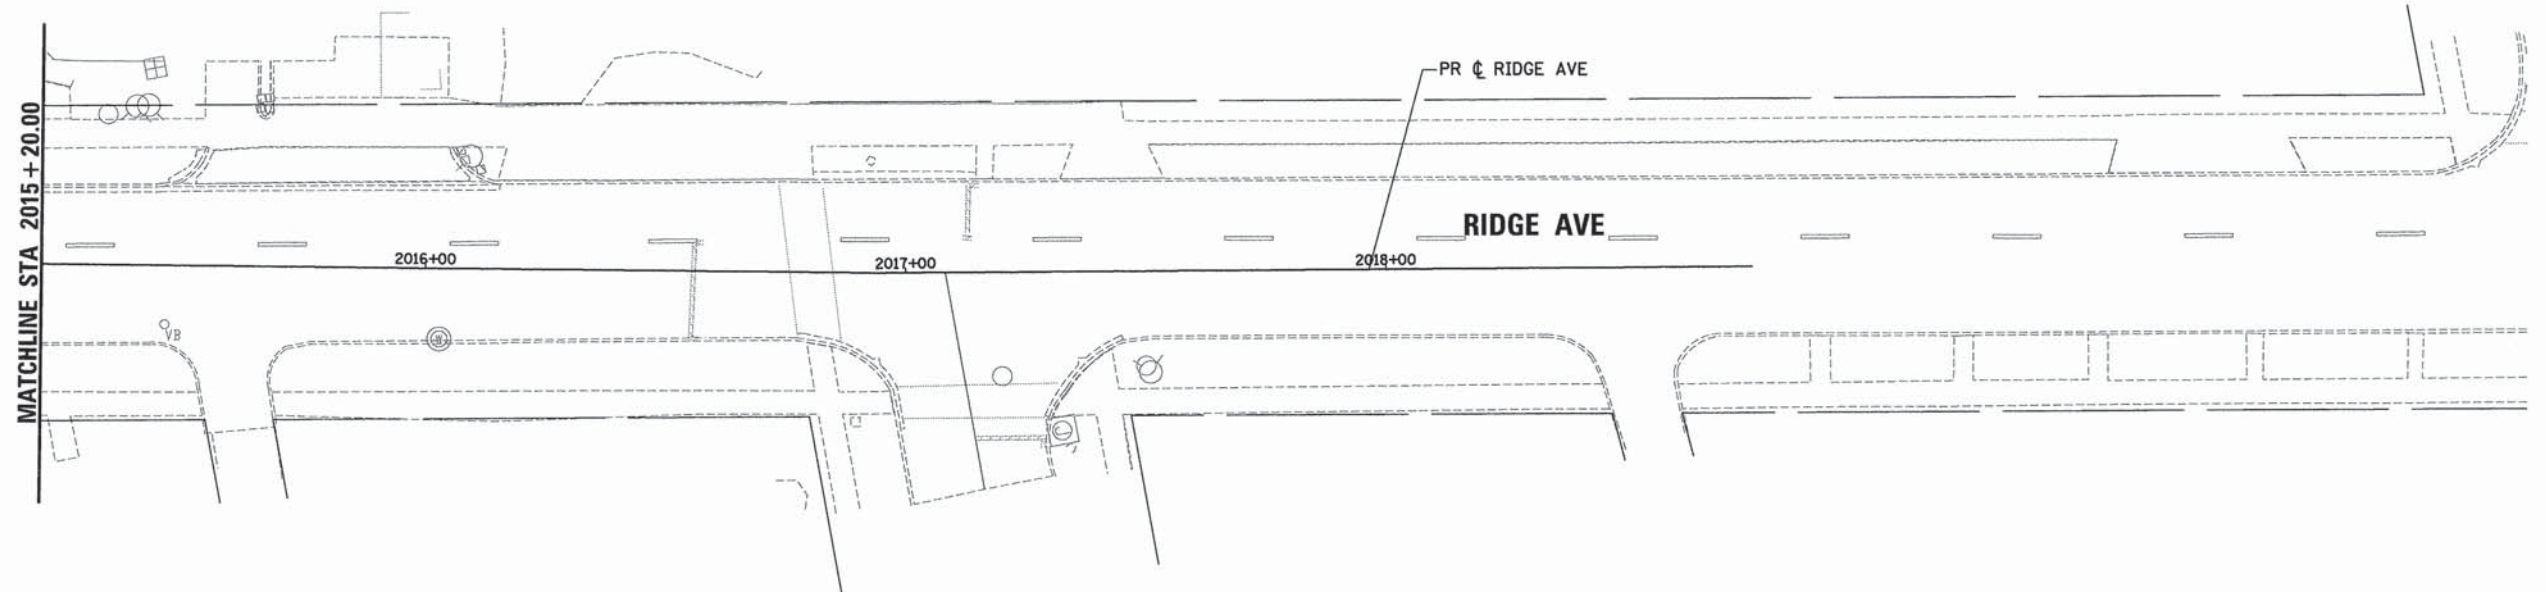 MATCHLINE STA 2015+20.00
PR ℄ RIDGE AVE
RIDGE AVE
2016+00
2017+00
2018+00
VB
W